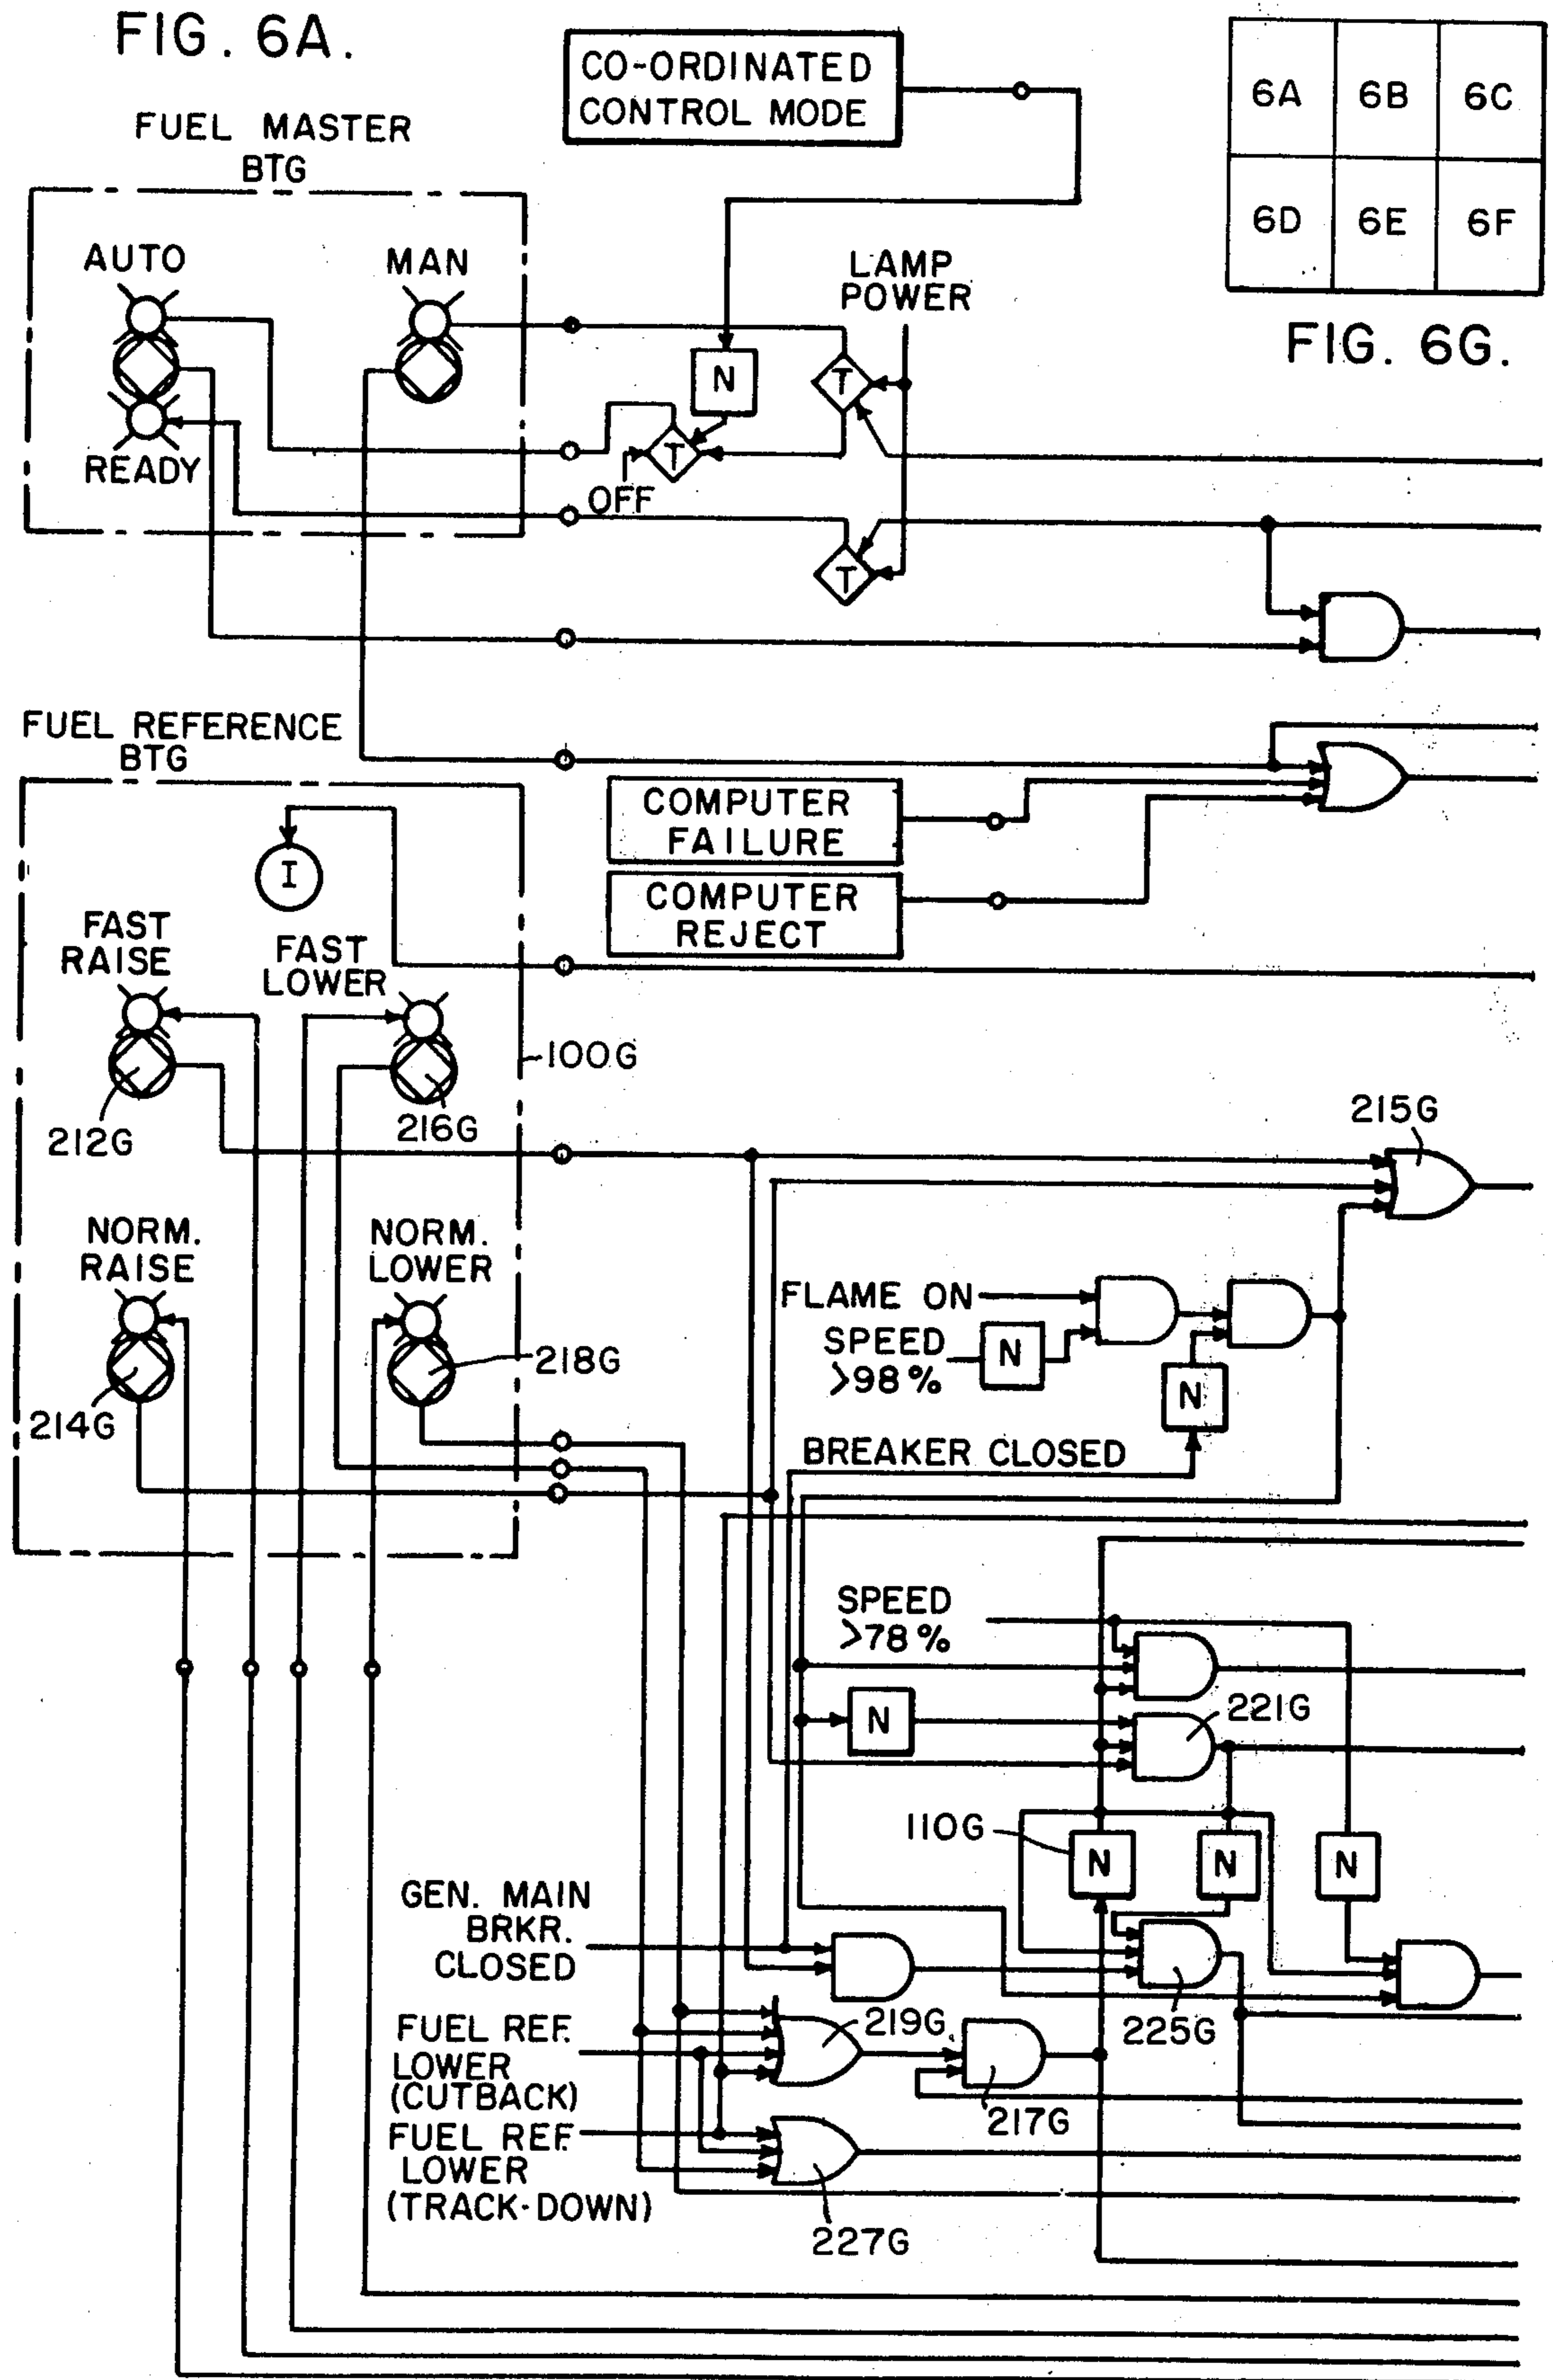 FIG. 6A.
CO-ORDINATED
CONTROL MODE
6A 6B 6C
6D 6E 6F
FIG. 6G.
FUEL MASTER
BTG
AUTO
MAN
READY
LAMP
POWER
N
T
T
OFF
T
FUEL REFERENCE
BTG
COMPUTER
FAILURE
COMPUTER
REJECT
I
FAST
RAISE
FAST
LOWER
100G
212G
216G
215G
NORM.
RAISE
NORM.
LOWER
214G
218G
FLAME ON
SPEED
>98%
N
N
BREAKER CLOSED
SPEED
>78%
N
221G
110G
N
N
N
GEN. MAIN
BRKR.
CLOSED
225G
FUEL REF.
LOWER
(CUTBACK)
219G
217G
FUEL REF.
LOWER
(TRACK-DOWN)
227G